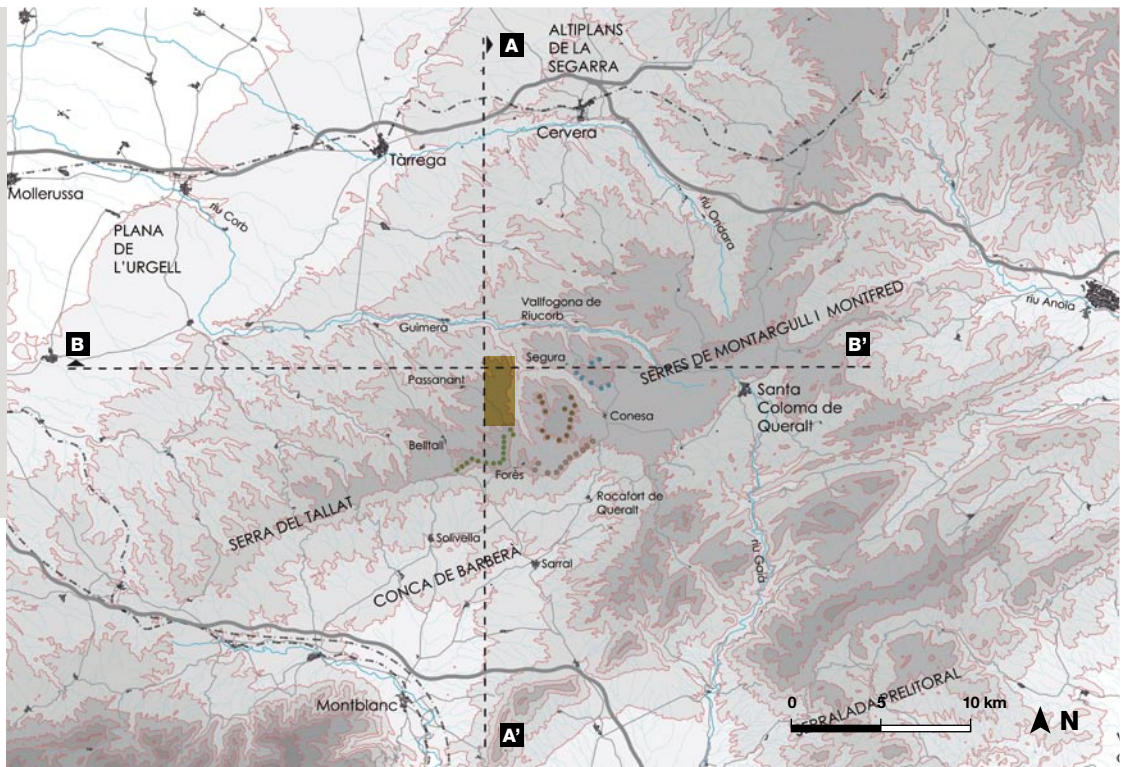 A
ALTIPLANS
DE LA
SEGARRA
Cervera
Tàrrega
Mollerussa
riu Corb
riu Ondara
PLANA
DE
L'URGELL
riu Anoia
Vallfogona de
Riucorb
Guimerà
SERRES DE MONTARGULL I MONTFRED
B
B'
Segura
Passanant
Santa
Coloma de
Queralt
Conesa
Belltall
Forès
Rocafort de
Queralt
SERRA DEL TALLAT
Solivella
Sarral
CONCA DE BARBERÀ
riu Gaià
Montblanc
SERRALADA PRELITORAL
0 5 10 km
N
A'